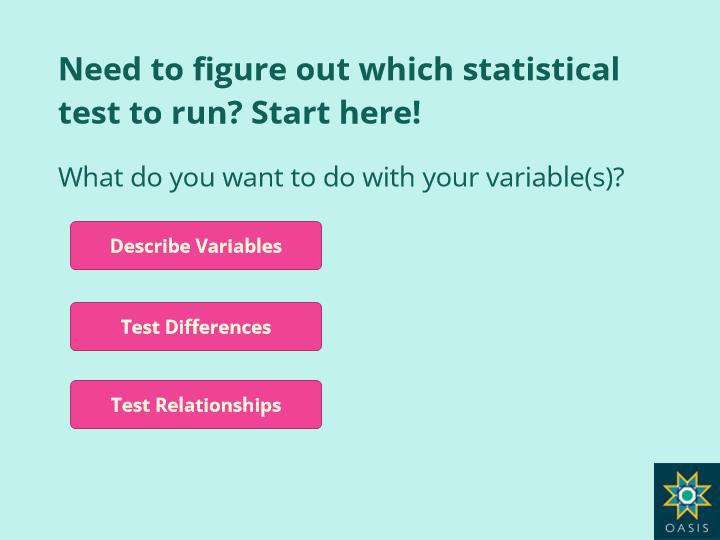 Need to figure out which statistical
test to run? Start here!
What do you want to do with your variable(s)?
Describe Variables
Test Differences
Test Relationships
OASIS